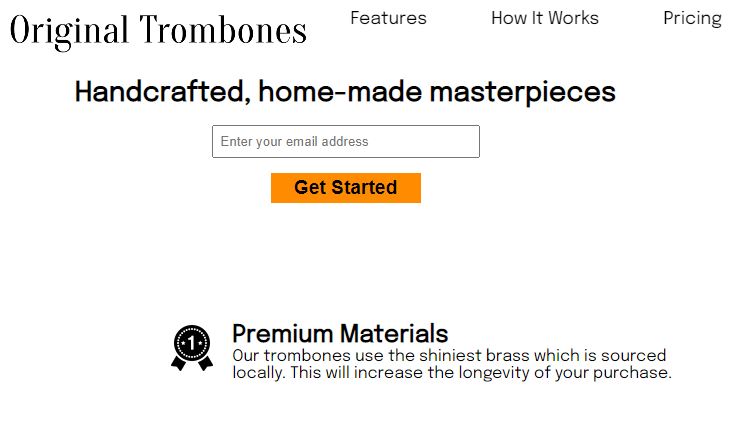 Original Trombones
Features
How It Works
Pricing
Handcrafted, home-made masterpieces
Enter your email address
Get Started
1
Premium Materials
Our trombones use the shiniest brass which is sourced
locally. This will increase the longevity of your purchase.